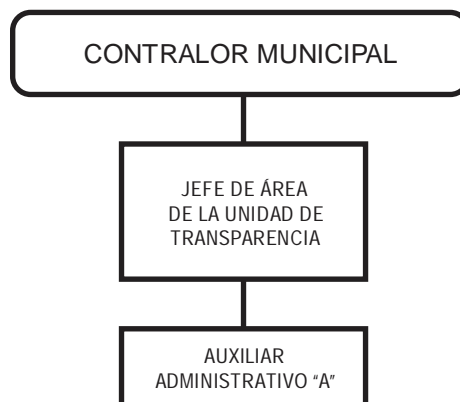 CONTRALOR MUNICIPAL
JEFE DE ÁREA
DE LA UNIDAD DE
TRANSPARENCIA
AUXILIAR
ADMINISTRATIVO “A”